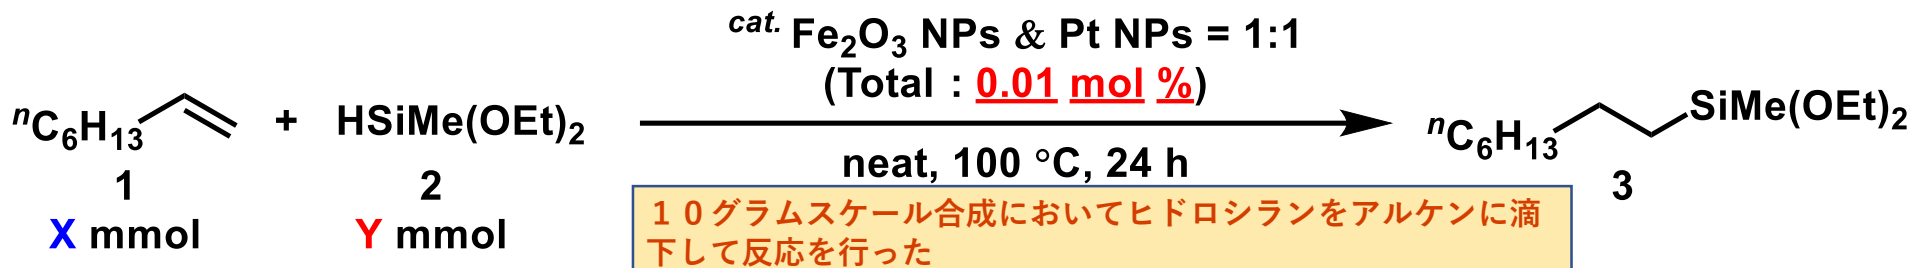 cat. Fe2O3 NPs & Pt NPs = 1:1
(Total : 0.01 mol %)
nC6H13 + HSiMe(OEt)2 nC6H13 SiMe(OEt)2
neat, 100 °C, 24 h
1 2 3
X mmol Y mmol
10グラムスケール合成においてヒドロシランをアルケンに滴
下して反応を行った